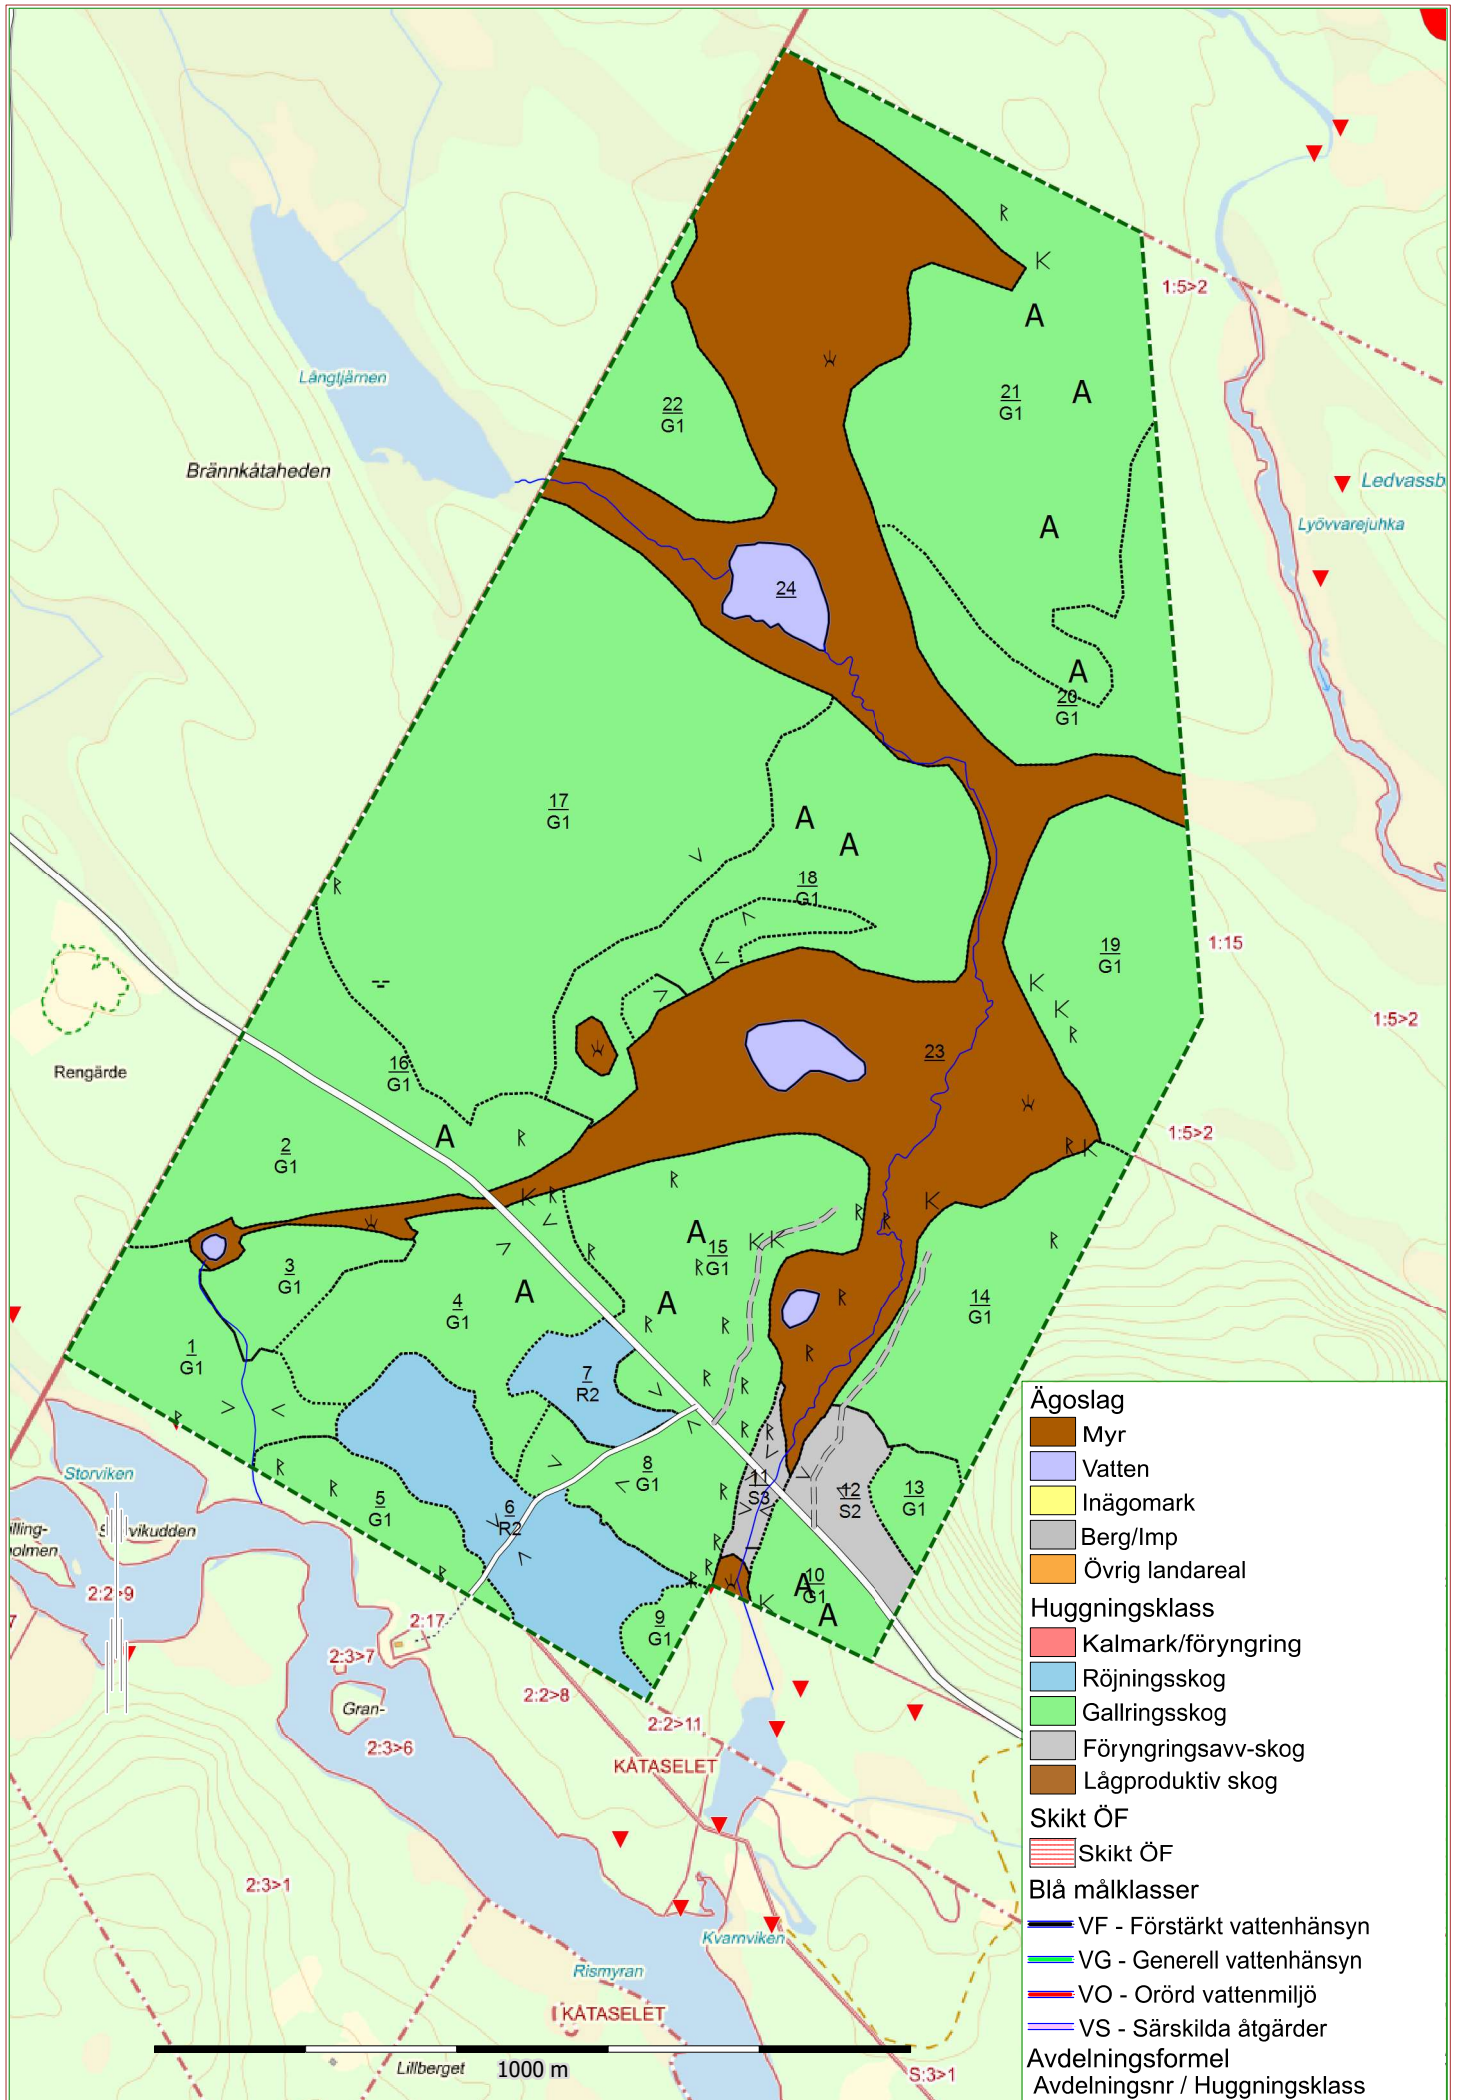 1:5>2
Långtjärnen
22
G1
21
G1
Brännkåtaheden
Ledvassb
Lyövvarejuhka
24
20
G1
17
G1
A
A
A
A
A
A
18
G1
19
G1
1:15
1:5>2
Rengärde
16
G1
23
2
G1
A
1:5>2
3
G1
4
G1
A
A
15
G1
A
14
G1
1
G1
7
R2
Storviken
5
G1
6
R2
8
G1
11
S3
12
S2
13
G1
illing-
olmen
2:2>9
7
2:17
2:3>7
Gran-
2:3>6
9
G1
10
G1
A
A
2:2>8
2:2>11
KÅTASELET
2:3>1
Kvarnviken
Rismyran
KÅTASELET
Lillberget
1000 m
S:3>1
Ägoslag
Myr
Vatten
Inägomark
Berg/Imp
Övrig landareal
Huggningsklass
Kalmark/föryngring
Röjningsskog
Gallringsskog
Föryngringsavv-skog
Lågproduktiv skog
Skikt ÖF
Skikt ÖF
Blå målklasser
VF - Förstärkt vattenhänsyn
VG - Generell vattenhänsyn
VO - Orörd vattenmiljö
VS - Särskilda åtgärder
Avdelningsformel
Avdelningsnr / Huggningsklass